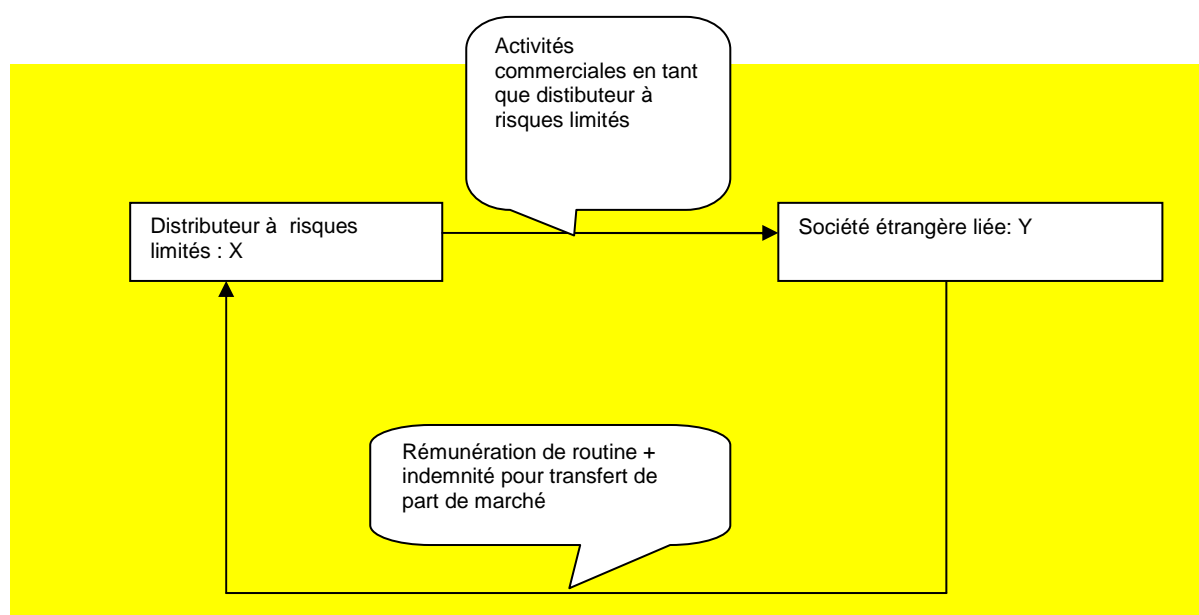 Activités
commerciales en tant
que distibuteur à
risques limités
Distributeur à risques
limités : X
Société étrangère liée: Y
Rémunération de routine +
indemnité pour transfert de
part de marché